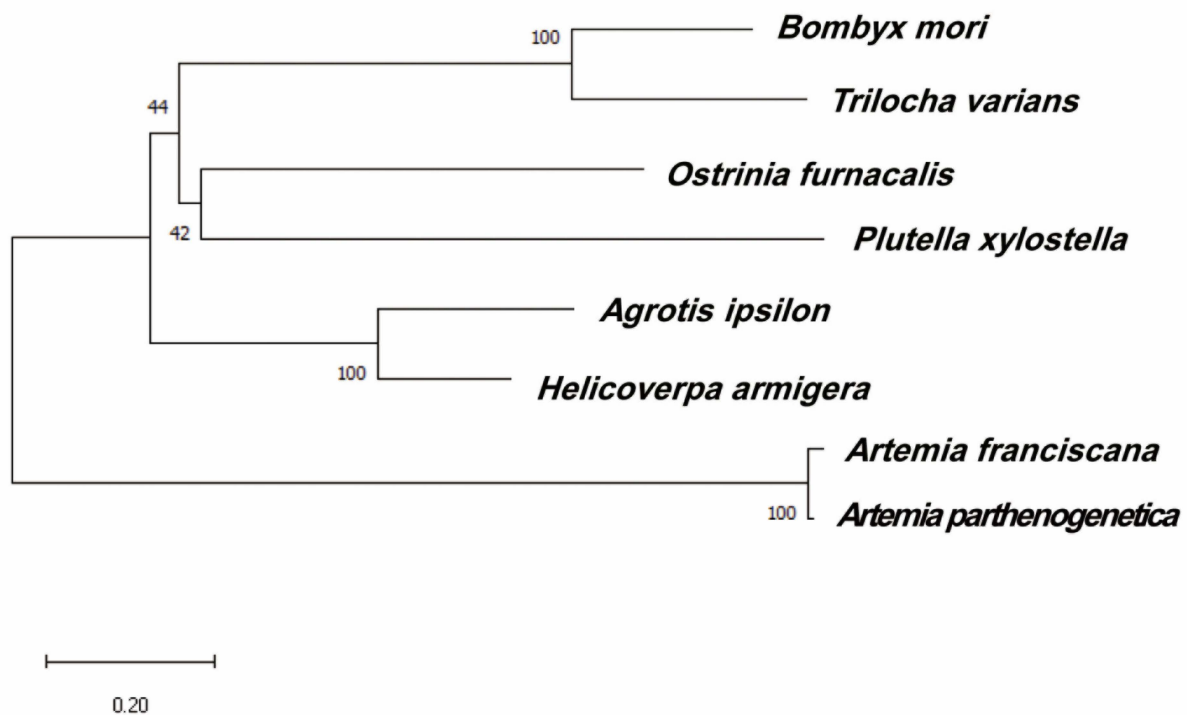 100
Bombyx mori
Trilocha varians
44
Ostrinia furnacalis
42
Plutella xylostella
Agrotis ipsilon
100
Helicoverpa armigera
Artemia franciscana
100
Artemia parthenogenetica
0.20